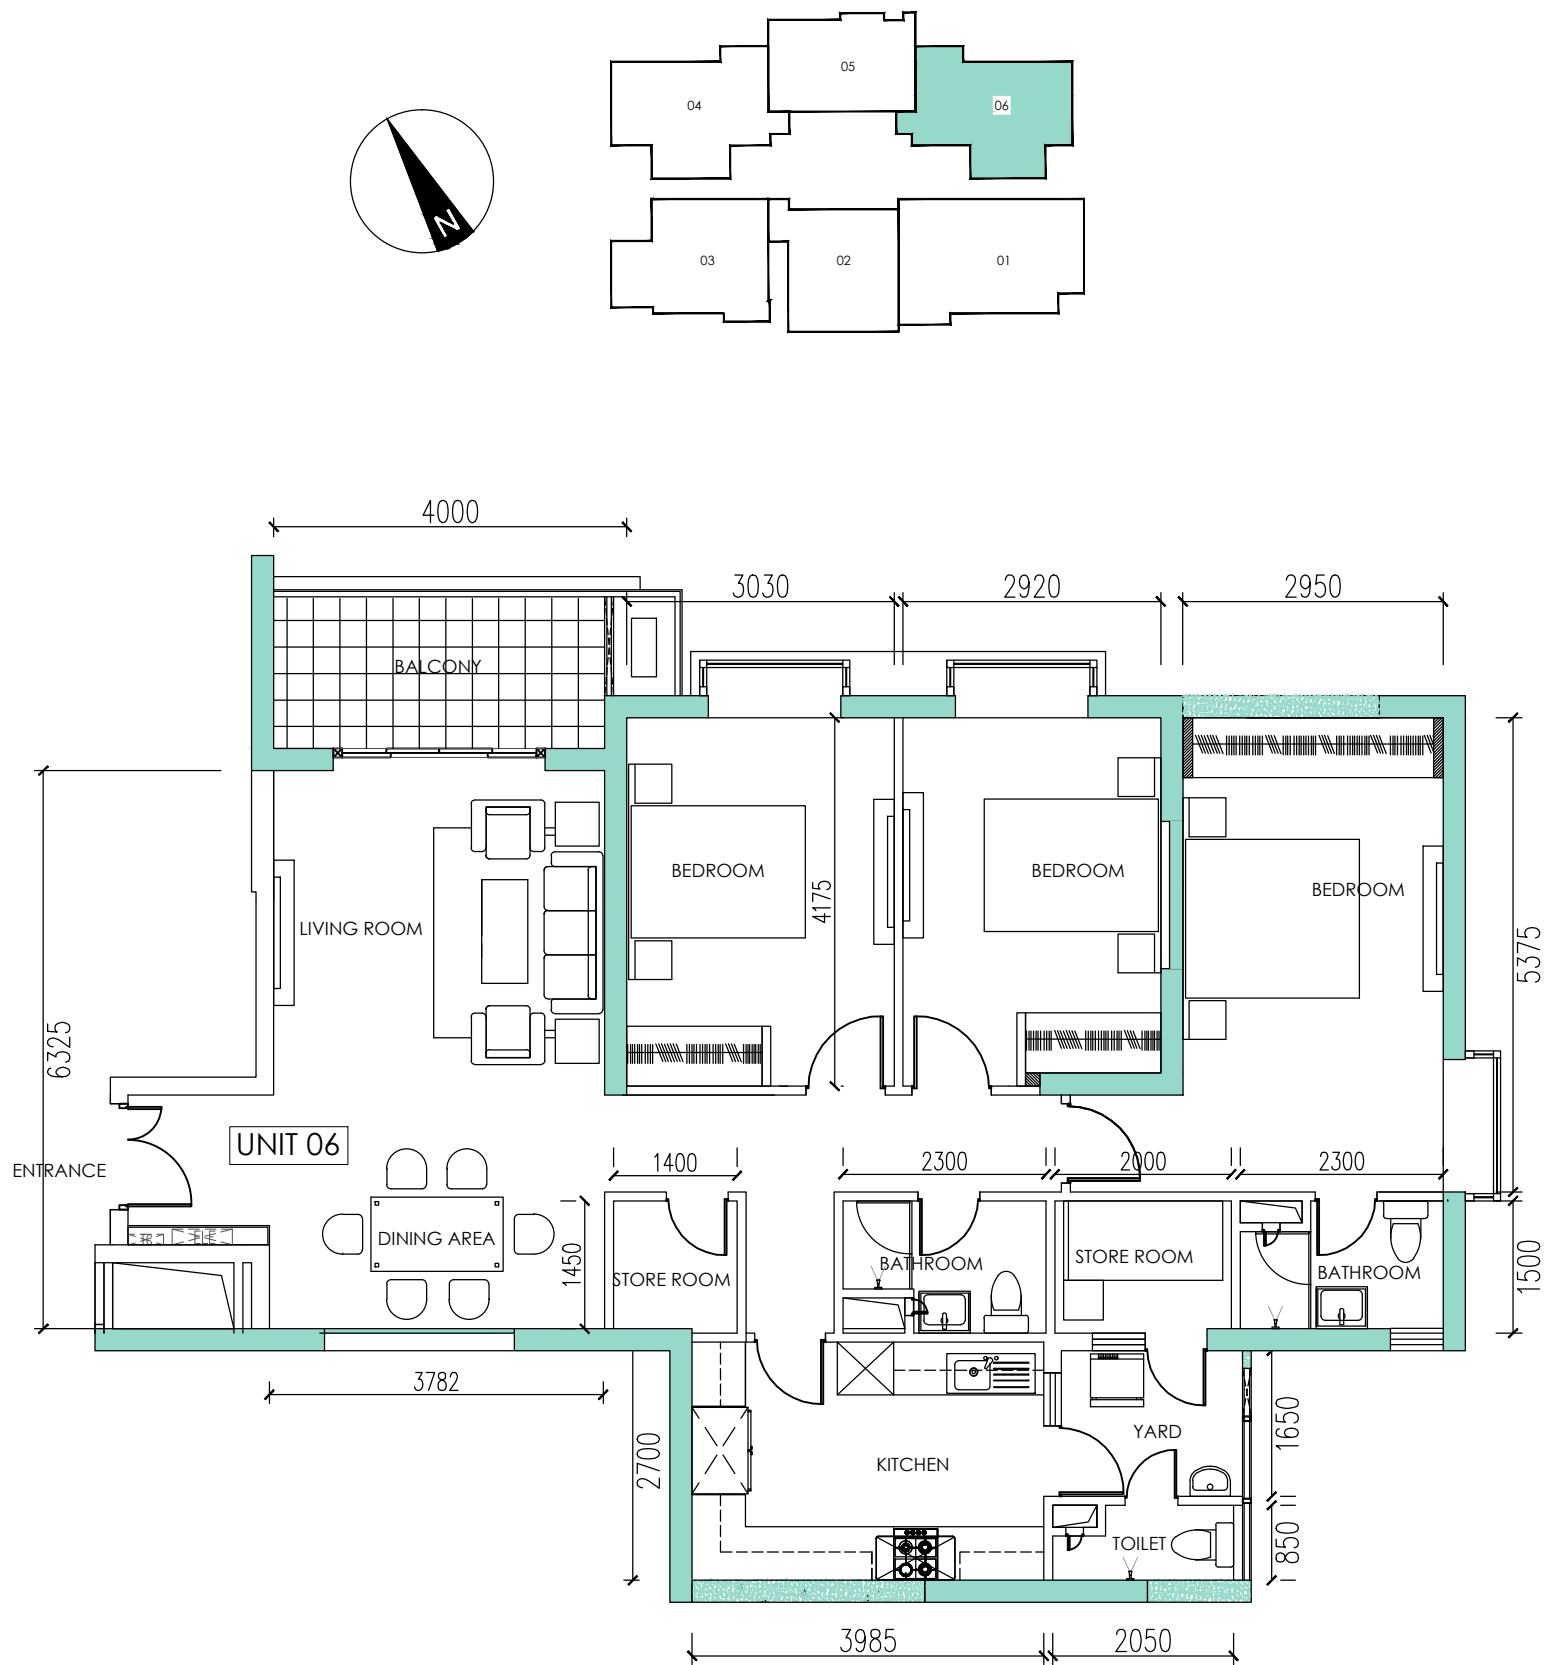 05
04
06
N
03
02
01
4000
3030
2920
2950
BALCONY
BEDROOM
BEDROOM
BEDROOM
4175
LIVING ROOM
5375
6325
UNIT 06
ENTRANCE
1400
2300
2000
2300
DINING AREA
1450
STORE ROOM
BATHROOM
STORE ROOM
BATHROOM
1500
3782
2700
KITCHEN
YARD
1650
TOILET
850
3985
2050